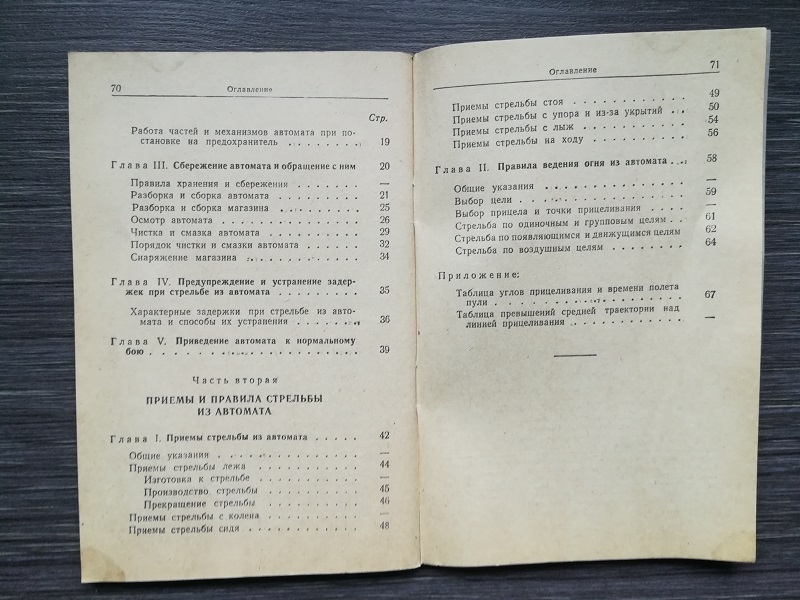 70
Оглавление
Стр.
Работа частей и механизмов автомата при по-
становке на предохранитель . . . . . . . 19
Глава III. Сбережение автомата и обращение с ним 20
Правила хранения и сбережения . . . . . . . —
Разборка и сборка автомата . . . . . . . . 21
Разборка и сборка магазина . . . . . . . . 25
Осмотр автомата . . . . . . . . . . . . 26
Чистка и смазка автомата . . . . . . . . 29
Порядок чистки и смазки автомата . . . . . 32
Снаряжение магазина . . . . . . . . . . 34
Глава IV. Предупреждение и устранение задер-
жек при стрельбе из автомата . . . . . . . . 35
Характерные задержки при стрельбе из авто-
мата и способы их устранения . . . . . . 36
Глава V. Приведение автомата к нормальному
бою . . . . . . . . . . . . . . . . . 39
Часть вторая
ПРИЕМЫ И ПРАВИЛА СТРЕЛЬБЫ
ИЗ АВТОМАТА
Глава I. Приемы стрельбы из автомата . . . . . 42
Общие указания . . . . . . . . . . . . —
Приемы стрельбы лежа . . . . . . . . . . 44
Изготовка к стрельбе . . . . . . . . . —
Производство стрельбы . . . . . . . . 45
Прекращение стрельбы . . . . . . . . 46
Приемы стрельбы с колена . . . . . . . . —
Приемы стрельбы сидя . . . . . . . . . . 48
Оглавление
71
Приемы стрельбы стоя . . . . . . . . . . 49
Приемы стрельбы с упора и из-за укрытий . . 50
Приемы стрельбы с лыж . . . . . . . . . 54
Приемы стрельбы на ходу . . . . . . . . 56
Глава II. Правила ведения огня из автомата . . . 58
Общие указания . . . . . . . . . . . . —
Выбор цели . . . . . . . . . . . . . . 59
Выбор прицела и точки прицеливания . . . . —
Стрельба по одиночным и групповым целям . . 61
Стрельба по появляющимся и движущимся целям 62
Стрельба по воздушным целям . . . . . . . 64
Приложение:
Таблица углов прицеливания и времени полета
пули . . . . . . . . . . . . . . . . 67
Таблица превышений средней траектории над
линией прицеливания . . . . . . . . . . —